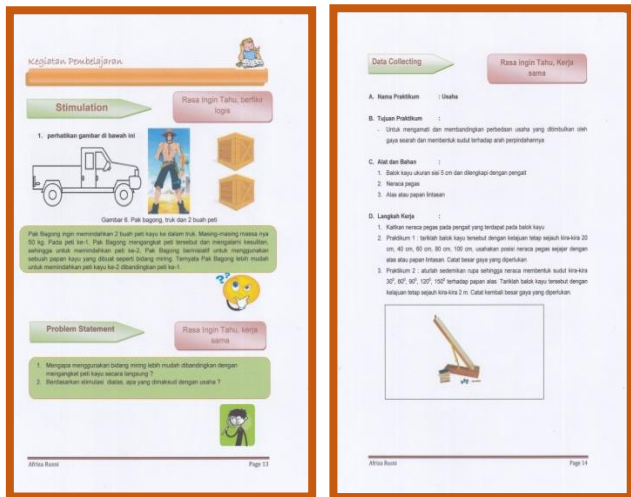 Kegiatan Pembelajaran
Stimulation
Rasa Ingin Tahu, berfikir
logis
1. perhatikan gambar di bawah ini
Gambar 6. Pak bagong, truk dan 2 buah peti
Pak Bagong ingin memindahkan 2 buah peti kayu ke dalam truk. Masing-masing massa nya
50 kg. Pada peti ke-1. Pak Bagong mengangkat peti tersebut dan mengalami kesulitan,
sehingga untuk memindahkan peti ke-2. Pak Bagong berinisiatif untuk menggunakan
sebuah papan kayu yang dibuat seperti bidang miring. Ternyata Pak Bagong lebih mudah
untuk memindahkan peti kayu ke-2 dibandingkan peti ke-1.
Problem Statement
Rasa Ingin Tahu, kerja
sama
1. Mengapa menggunakan bidang miring lebih mudah dibandingkan dengan
mengangkat peti kayu secara langsung ?
2. Berdasarkan stimulasi diatas, apa yang dimaksud dengan usaha ?
Afrina Rusni
Page 13
Data Collecting
Rasa ingin Tahu, Kerja
sama
A. Nama Praktikum : Usaha
B. Tujuan Praktikum :
- Untuk mengamati dan membandingkan perbedaan usaha yang ditimbulkan oleh
gaya searah dan membentuk sudut terhadap arah perpindahannya
C. Alat dan Bahan :
1. Balok kayu ukuran sisi 5 cm dan dilengkapi dengan pengait
2. Neraca pegas
3. Alas atau papan lintasan
D. Langkah Kerja :
1. Kaitkan neraca pegas pada pengait yang terdapat pada balok kayu
2. Praktikum 1 : tariklah balok kayu tersebut dengan kelajuan tetap sejauh kira-kira 20
cm, 40 cm, 60 cm, 80 cm, 100 cm, usahakan posisi neraca pegas sejajar dengan
alas atau papan lintasan. Catat besar gaya yang diperlukan
3. Praktikum 2 : aturlah sedemikian rupa sehingga neraca membentuk sudut kira-kira
30⁰, 60⁰, 90⁰, 120⁰, 150⁰ terhadap papan alas. Tariklah balok kayu tersebut dengan
kelajuan tetap sejauh kira-kira 2 m. Catat kembali besar gaya yang diperlukan.
Afrina Rusni
Page 14